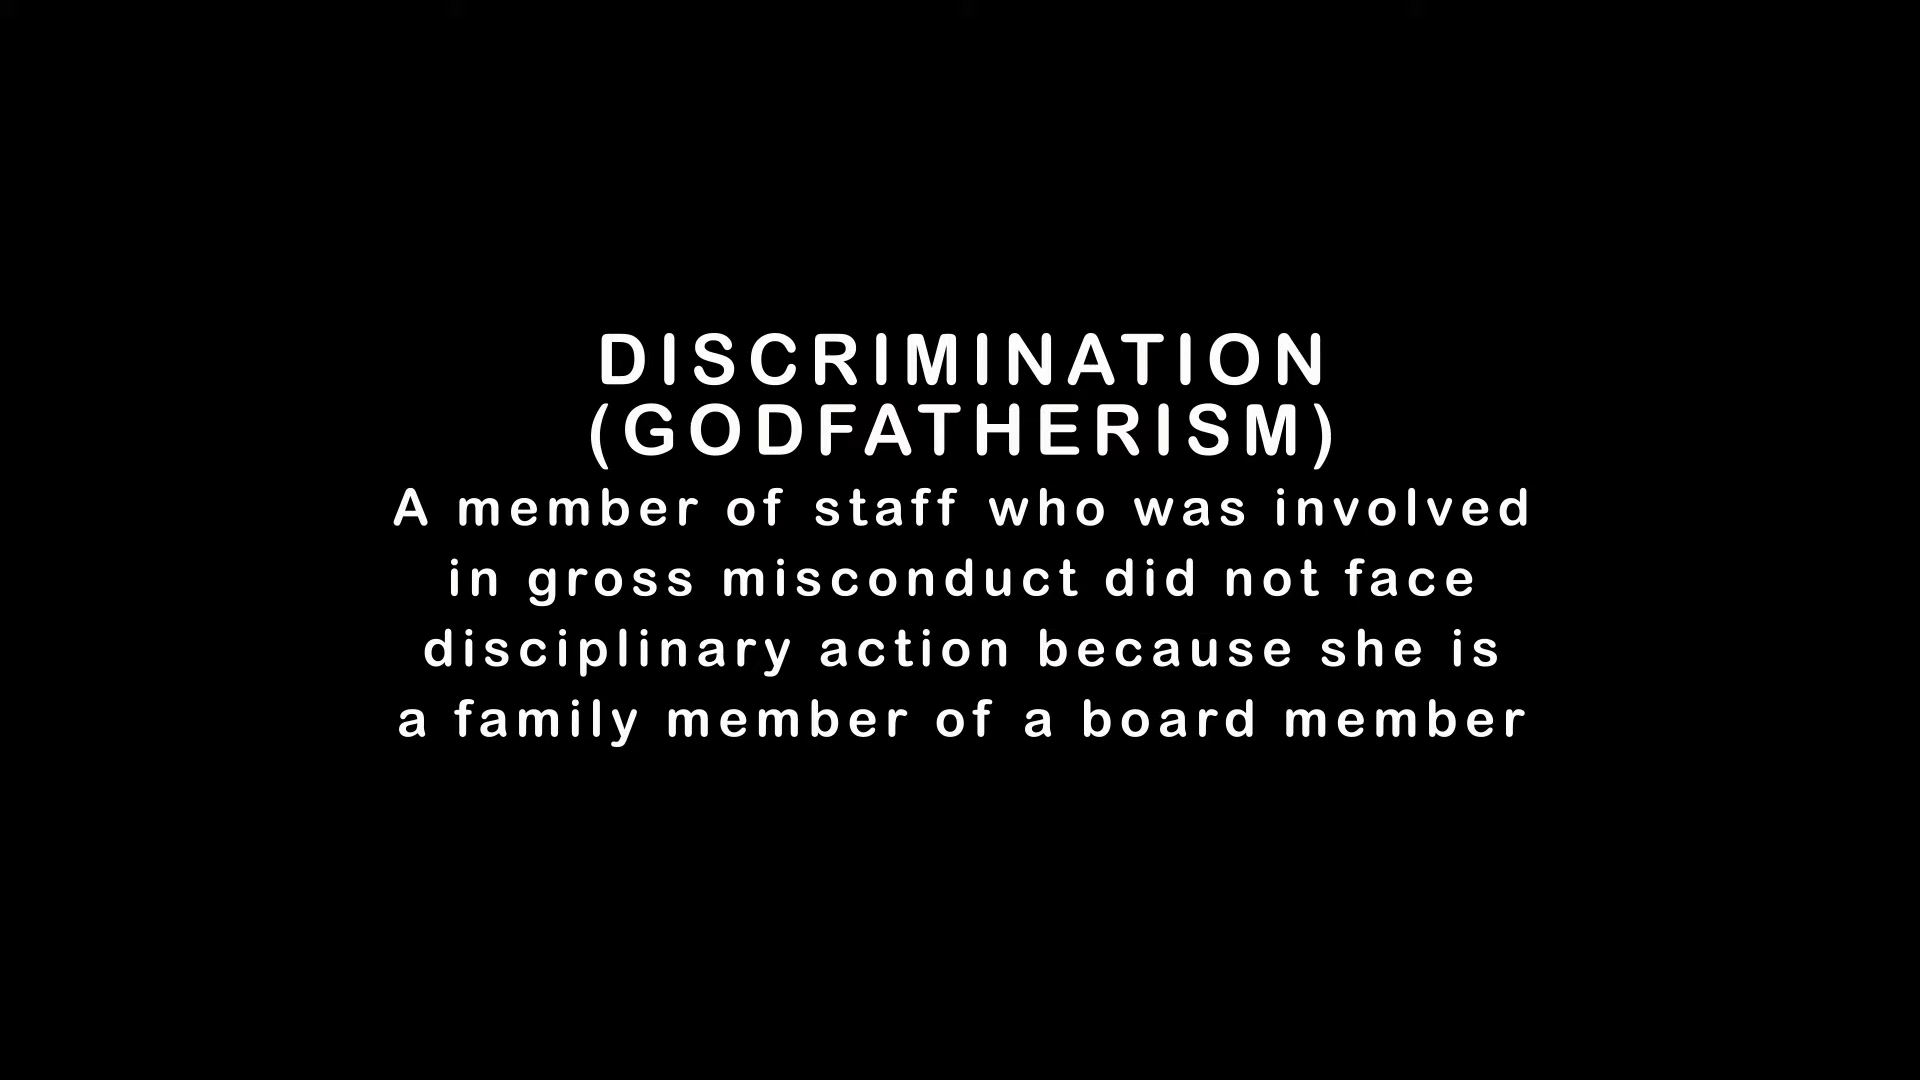 DISCRIMINATION
(GODFATHERISM)
A member of staff who was involved
in gross misconduct did not face
disciplinary action because she is
a family member of a board member